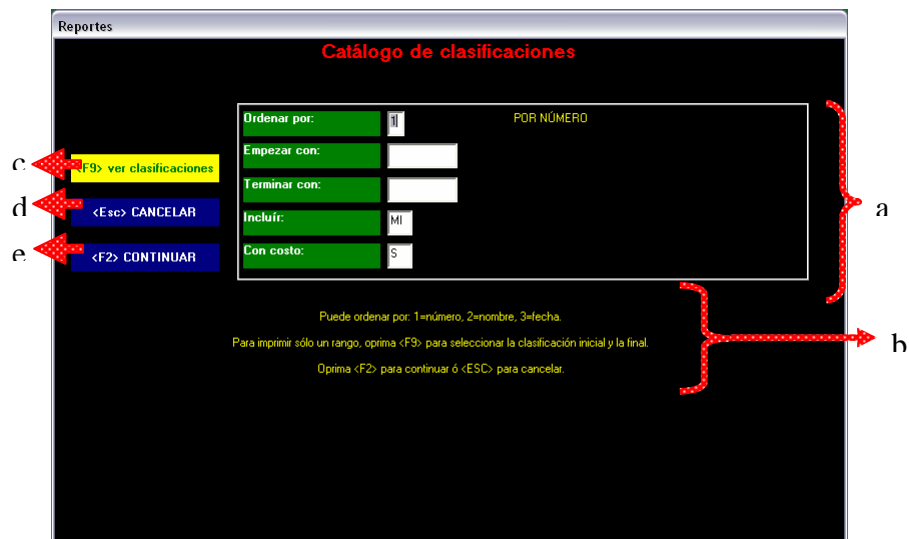 Reportes
Catálogo de clasificaciones
Ordenar por: 1 POR NÚMERO
Empezar con:
Terminar con:
Incluír: MI
Con costo: S
<F9> ver clasificaciones
<Esc> CANCELAR
<F2> CONTINUAR
Puede ordenar por: 1=número, 2=nombre, 3=fecha.
Para imprimir sólo un rango, oprima <F9> para seleccionar la clasificación inicial y la final.
Oprima <F2> para continuar ó <ESC> para cancelar.
a
b
c
d
e